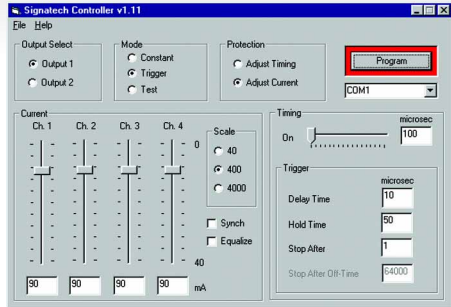 Signatech Controller v1.11
File Help
Output Select
Output 1
Output 2
Mode
Constant
Trigger
Test
Protection
Adjust Timing
Adjust Current
Program
COM1
Current
Ch. 1 Ch. 2 Ch. 3 Ch. 4
0
40
90 90 90 90 mA
Scale
40
400
4000
Synch
Equalize
Timing
microsec
On 100
Trigger
microsec
Delay Time 10
Hold Time 50
Stop After 1
Stop After Off-Time 64000